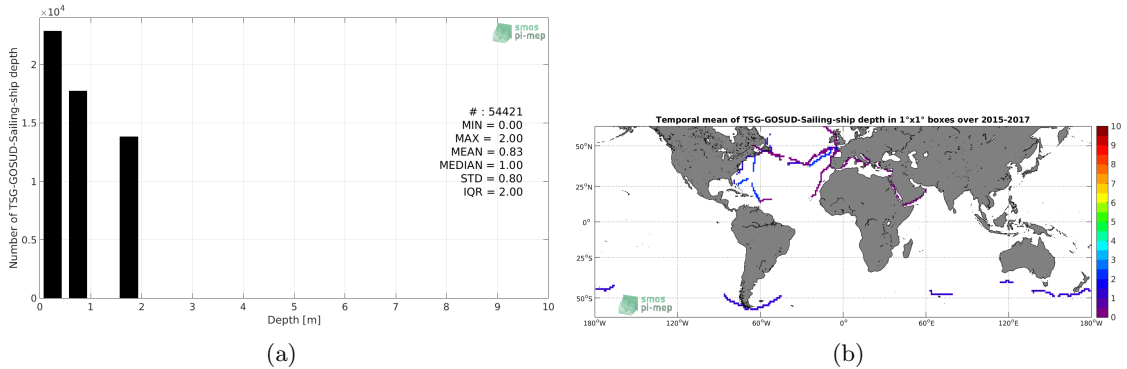 ×10⁴
smos
pi-mep
2
1.5
1
0.5
0
Number of TSG-GOSUD-Sailing-ship depth
# : 54421
MIN = 0.00
MAX = 2.00
MEAN = 0.83
MEDIAN = 1.00
STD = 0.80
IQR = 2.00
1 2 3 4 5 6 7 8 9 10
Depth [m]
(a)
Temporal mean of TSG-GOSUD-Sailing-ship depth in 1°x1° boxes over 2015-2017
50°N
25°N
0°
25°S
50°S
180°W 120°W 60°W 0° 60°E 120°E 180°W
10
9
8
7
6
5
4
3
2
1
0
smos
pi-mep
(b)